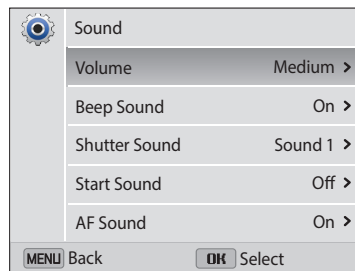 Sound
Volume Medium >
Beep Sound On >
Shutter Sound Sound 1 >
Start Sound Off >
AF Sound On >
MENU Back OK Select